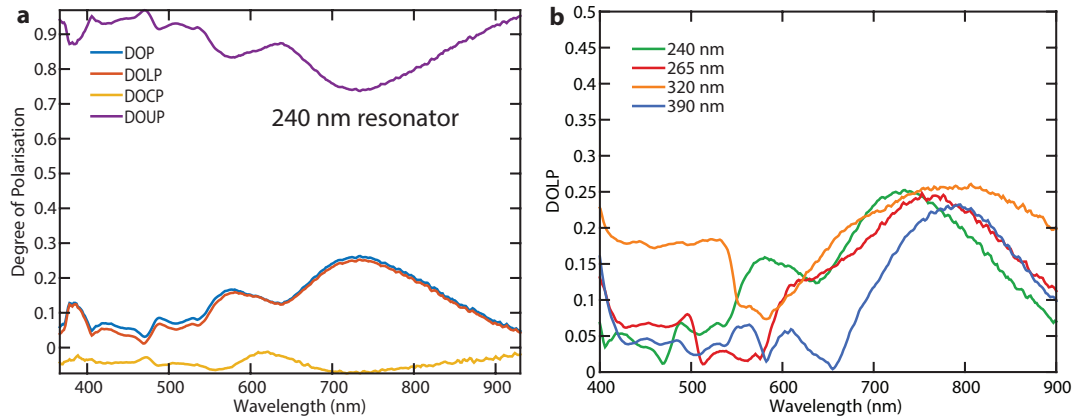 a
Degree of Polarisation
0.9
0.8
0.7
0.6
0.5
0.4
0.3
0.2
0.1
0
DOP
DOLP
DOCP
DOUP
240 nm resonator
400 500 600 700 800 900
Wavelength (nm)
b
DOLP
0.5
0.45
0.4
0.35
0.3
0.25
0.2
0.15
0.1
0.05
0
240 nm
265 nm
320 nm
390 nm
400 500 600 700 800 900
Wavelength (nm)